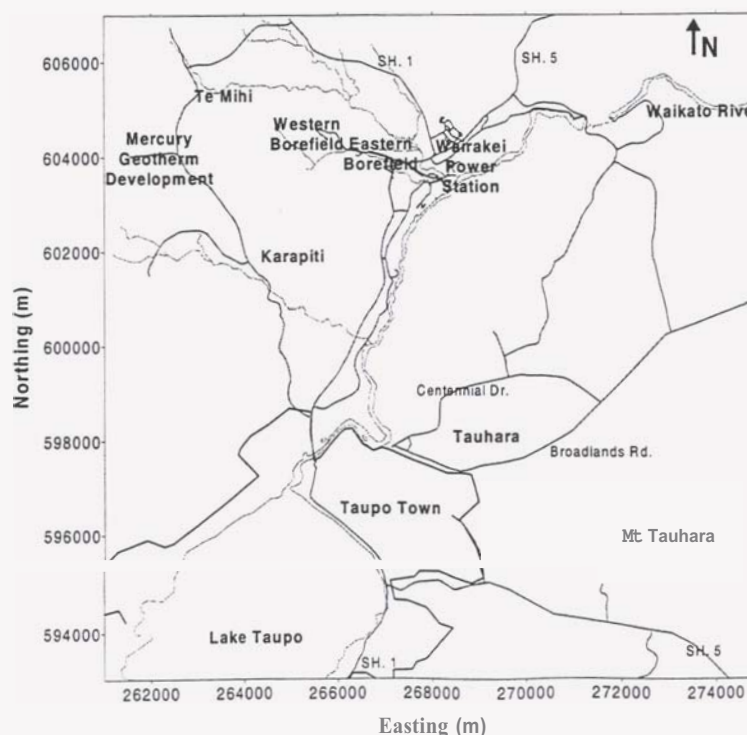 606000
604000
602000
600000
598000
596000
594000
Northing (m)
SH. 1
SH. 5
N
Te Mihi
Waikato Rive
Mercury
Geotherm
Development
Western
Borefield
Eastern
Borefield
Wairakei
Power
Station
Karapiti
Centennial Dr.
Tauhara
Broadlands Rd.
Taupo Town
Mt Tauhara
Lake Taupo
SH. 1
SH. 5
262000 264000 266000 268000 270000 272000 27400
Easting (m)